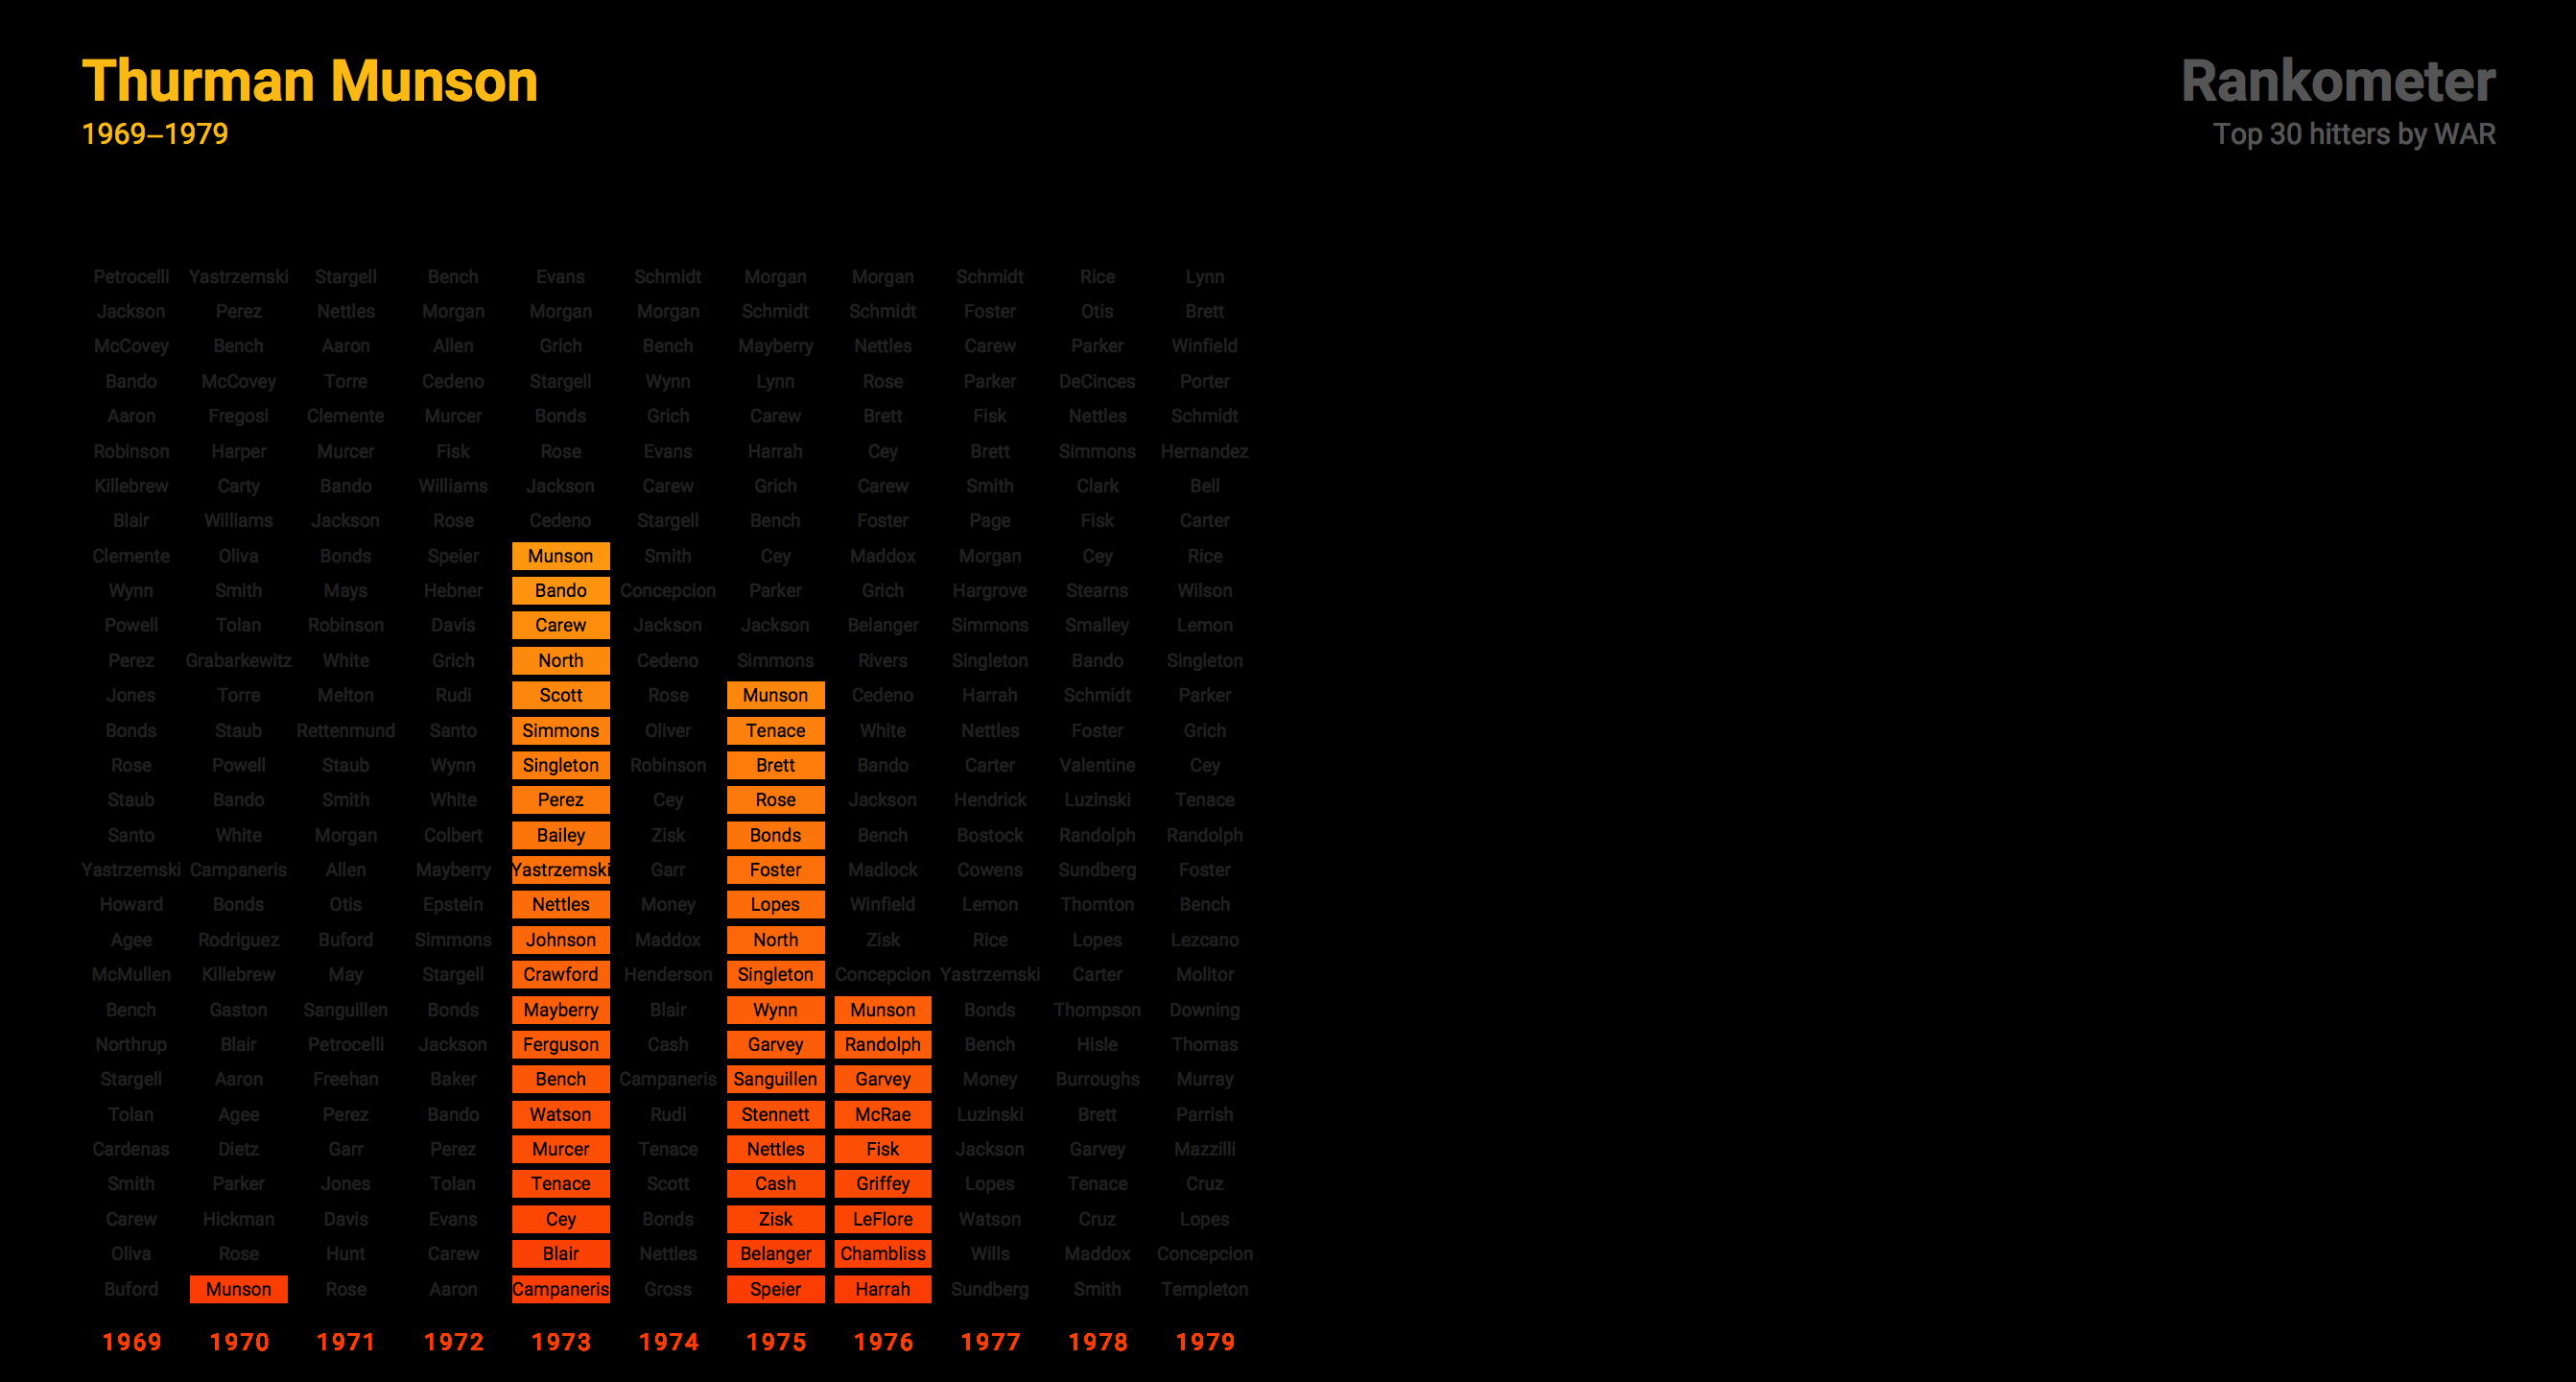 Thurman Munson
1969–1979
Rankometer
Top 30 hitters by WAR
Petrocelli Yastrzemski Stargell Bench Evans Schmidt Morgan Morgan Schmidt Rice Lynn
Jackson Perez Nettles Morgan Morgan Morgan Schmidt Schmidt Foster Otis Brett
McCovey Bench Aaron Allen Grich Bench Mayberry Nettles Carew Parker Winfield
Bando McCovey Torre Cedeno Stargell Wynn Lynn Rose Parker DeCinces Porter
Aaron Fregosi Clemente Murcer Bonds Grich Carew Brett Fisk Nettles Schmidt
Robinson Harper Murcer Fisk Rose Evans Harrah Cey Brett Simmons Hernandez
Killebrew Carty Bando Williams Jackson Carew Grich Carew Smith Clark Bell
Blair Williams Jackson Rose Cedeno Stargell Bench Foster Page Fisk Carter
Clemente Oliva Bonds Speier Munson Smith Cey Maddox Morgan Cey Rice
Wynn Smith Mays Hebner Bando Concepcion Parker Grich Hargrove Stearns Wilson
Powell Tolan Robinson Davis Carew Jackson Jackson Belanger Simmons Smalley Lemon
Perez Grabarkewitz White Grich North Cedeno Simmons Rivers Singleton Bando Singleton
Jones Torre Melton Rudi Scott Rose Munson Cedeno Harrah Schmidt Parker
Bonds Staub Rettenmund Santo Simmons Oliver Tenace White Nettles Foster Grich
Rose Powell Staub Wynn Singleton Robinson Brett Bando Carter Valentine Cey
Staub Bando Smith White Perez Cey Rose Jackson Hendrick Luzinski Tenace
Santo White Morgan Colbert Bailey Zisk Bonds Bench Bostock Randolph Randolph
Yastrzemski Campaneris Allen Mayberry Yastrzemski Garr Foster Madlock Cowens Sundberg Foster
Howard Bonds Otis Epstein Nettles Money Lopes Winfield Lemon Thornton Bench
Agee Rodriguez Buford Simmons Johnson Maddox North Zisk Rice Lopes Lezcano
McMullen Killebrew May Stargell Crawford Henderson Singleton Concepcion Yastrzemski Carter Molitor
Bench Gaston Sanguillen Bonds Mayberry Blair Wynn Munson Bonds Thompson Downing
Northrup Blair Petrocelli Jackson Ferguson Cash Garvey Randolph Bench Hisle Thomas
Stargell Aaron Freehan Baker Bench Campaneris Sanguillen Garvey Money Burroughs Murray
Tolan Agee Perez Bando Watson Rudi Stennett McRae Luzinski Brett Parrish
Cardenas Dietz Garr Perez Murcer Tenace Nettles Fisk Jackson Garvey Mazzilli
Smith Parker Jones Tolan Tenace Scott Cash Griffey Lopes Tenace Cruz
Carew Hickman Davis Evans Cey Bonds Zisk LeFlore Watson Cruz Lopes
Oliva Rose Hunt Carew Blair Nettles Belanger Chambliss Wills Maddox Concepcion
Buford Munson Rose Aaron Campaneris Gross Speier Harrah Sundberg Smith Templeton
1969 1970 1971 1972 1973 1974 1975 1976 1977 1978 1979